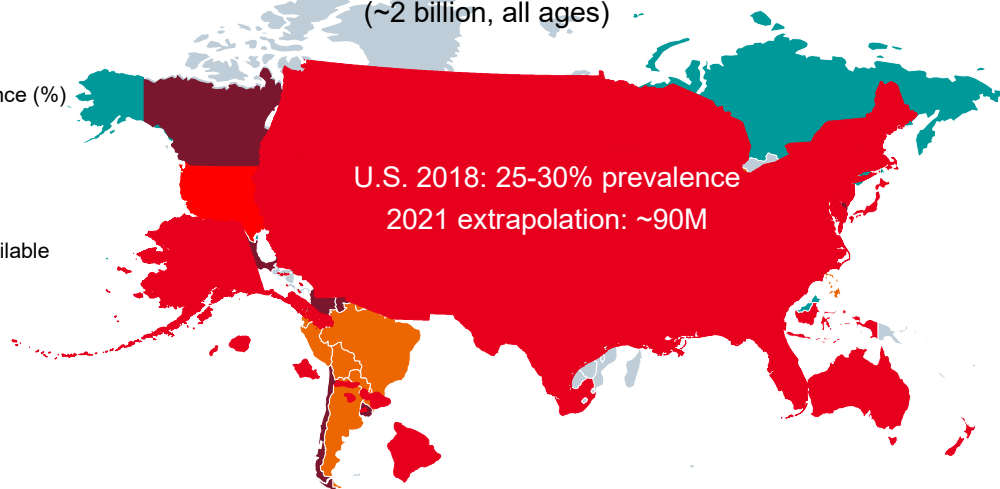 (~2 billion, all ages)
nce (%)
U.S. 2018: 25-30% prevalence
2021 extrapolation: ~90M
ilable